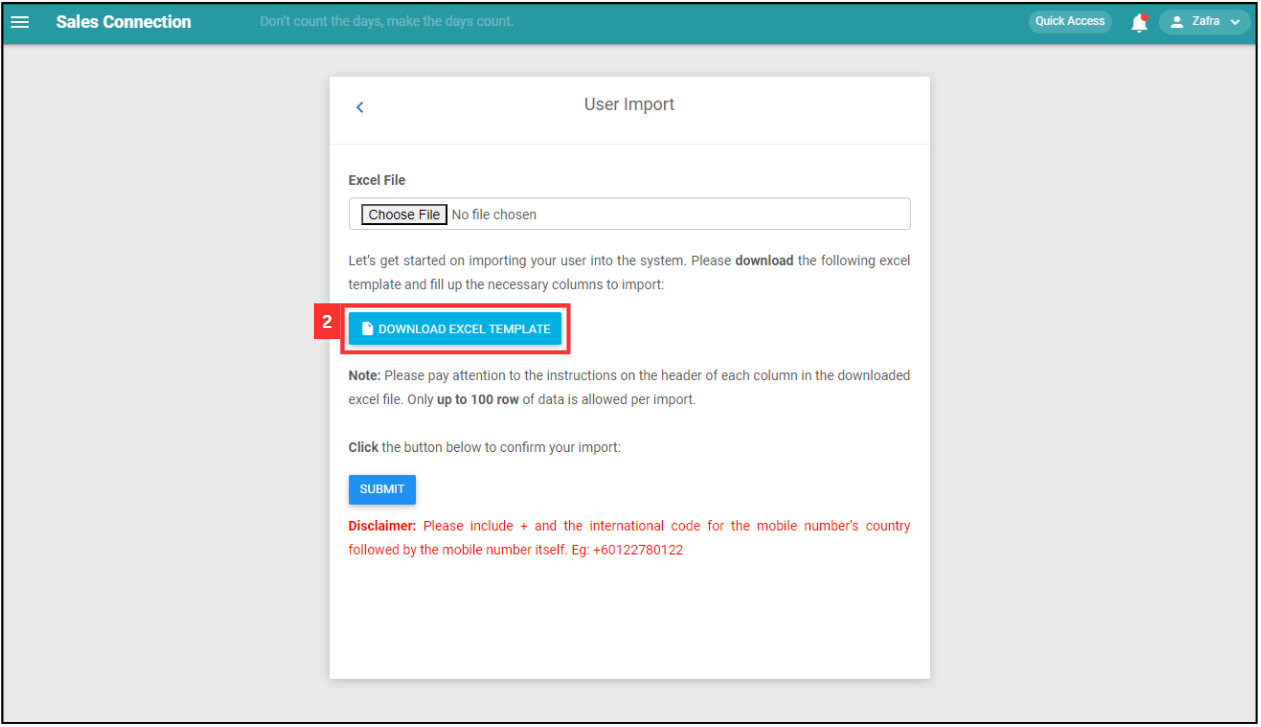 Sales Connection Don't count the days, make the days count. Quick Access Zafra
User Import
Excel File
Choose File No file chosen
Let's get started on importing your user into the system. Please download the following excel
template and fill up the necessary columns to import:
2 DOWNLOAD EXCEL TEMPLATE
Note: Please pay attention to the instructions on the header of each column in the downloaded
excel file. Only up to 100 row of data is allowed per import.
Click the button below to confirm your import:
SUBMIT
Disclaimer: Please include + and the international code for the mobile number's country
followed by the mobile number itself. Eg: +60122780122